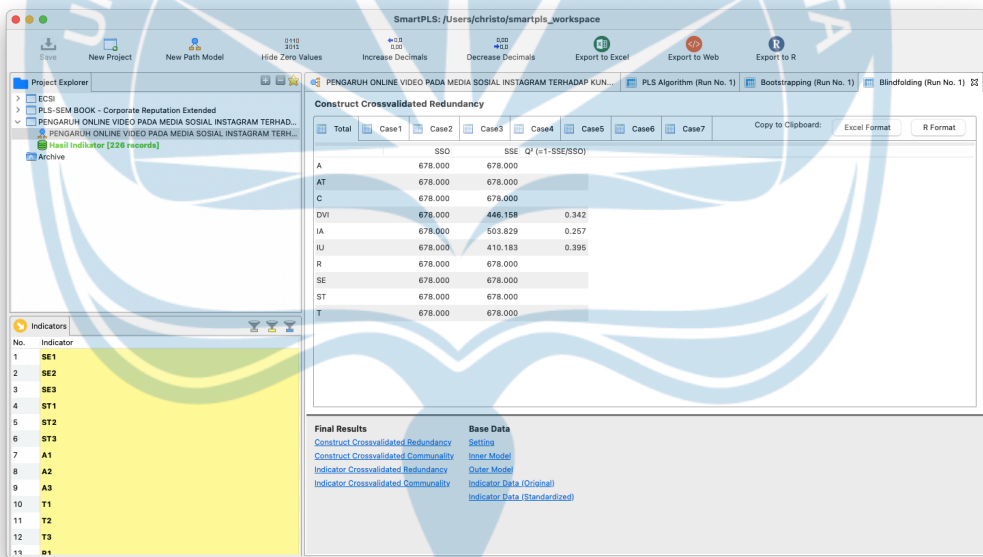 SmartPLS: /Users/christo/smartpls_workspace
Save
New Project
New Path Model
Hide Zero Values
Increase Decimals
Decrease Decimals
Export to Excel
Export to Web
Export to R
Project Explorer
ECSI
PLS-SEM BOOK - Corporate Reputation Extended
PENGARUH ONLINE VIDEO PADA MEDIA SOSIAL INSTAGRAM TERHAD...
PENGARUH ONLINE VIDEO PADA MEDIA SOSIAL INSTAGRAM TERH...
Hasil Indikator [226 records]
Archive
Indicators
No. Indicator
1 SE1
2 SE2
3 SE3
4 ST1
5 ST2
6 ST3
7 A1
8 A2
9 A3
10 T1
11 T2
12 T3
13 R1
PENGARUH ONLINE VIDEO PADA MEDIA SOSIAL INSTAGRAM TERHADAP KUN... PLS Algorithm (Run No. 1) Bootstrapping (Run No. 1) Blindfolding (Run No. 1)
Construct Crossvalidated Redundancy
Total Case1 Case2 Case3 Case4 Case5 Case6 Case7 Copy to Clipboard: Excel Format R Format
SSO SSE Q² (=1-SSE/SSO)
A 678.000 678.000
AT 678.000 678.000
C 678.000 678.000
DVI 678.000 446.158 0.342
IA 678.000 503.829 0.257
IU 678.000 410.183 0.395
R 678.000 678.000
SE 678.000 678.000
ST 678.000 678.000
T 678.000 678.000
Final Results Base Data
Construct Crossvalidated Redundancy Setting
Construct Crossvalidated Communality Inner Model
Indicator Crossvalidated Redundancy Outer Model
Indicator Crossvalidated Communality Indicator Data (Original)
Indicator Data (Standardized)